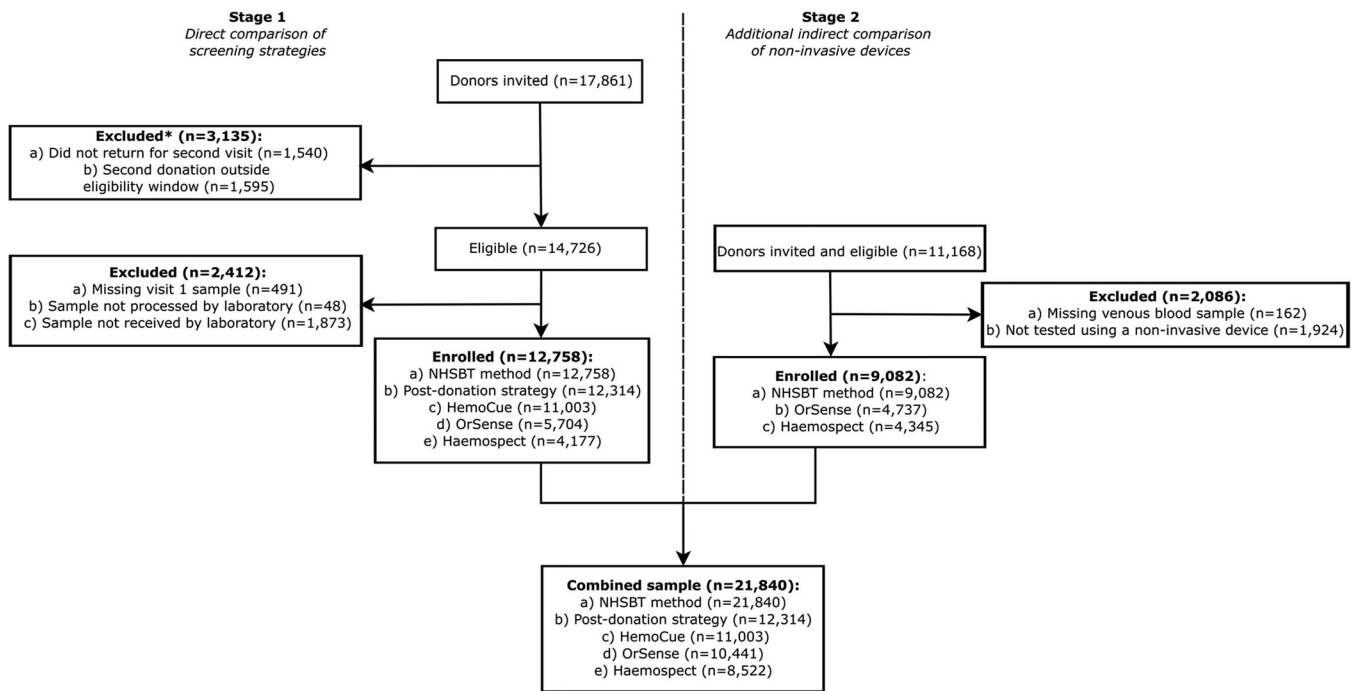 Stage 1
Direct comparison of
screening strategies
Donors invited (n=17,861)
Excluded* (n=3,135):
a) Did not return for second visit (n=1,540)
b) Second donation outside
eligibility window (n=1,595)
Eligible (n=14,726)
Excluded (n=2,412):
a) Missing visit 1 sample (n=491)
b) Sample not processed by laboratory (n=48)
c) Sample not received by laboratory (n=1,873)
Enrolled (n=12,758):
a) NHSBT method (n=12,758)
b) Post-donation strategy (n=12,314)
c) HemoCue (n=11,003)
d) OrSense (n=5,704)
e) Haemospect (n=4,177)
Stage 2
Additional indirect comparison
of non-invasive devices
Donors invited and eligible (n=11,168)
Excluded (n=2,086):
a) Missing venous blood sample (n=162)
b) Not tested using a non-invasive device (n=1,924)
Enrolled (n=9,082):
a) NHSBT method (n=9,082)
b) OrSense (n=4,737)
c) Haemospect (n=4,345)
Combined sample (n=21,840):
a) NHSBT method (n=21,840)
b) Post-donation strategy (n=12,314)
c) HemoCue (n=11,003)
d) OrSense (n=10,441)
e) Haemospect (n=8,522)